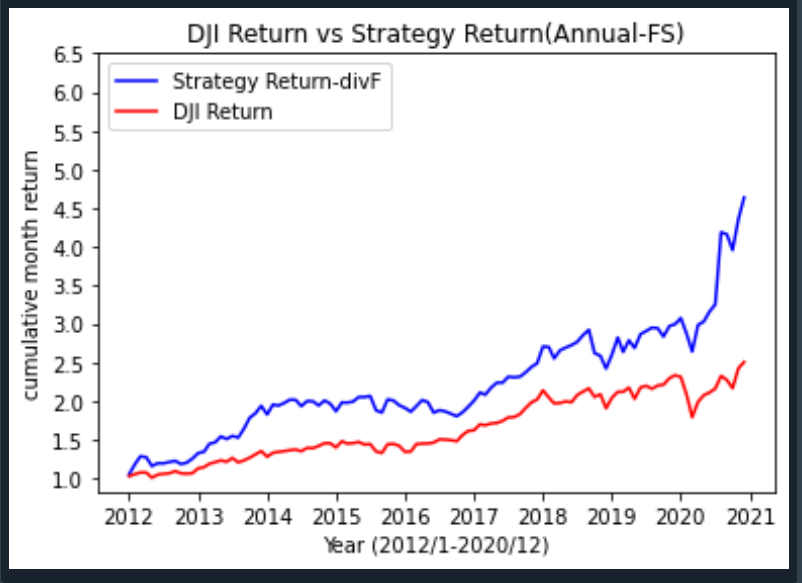 DJI Return vs Strategy Return(Annual-FS)
6.5
6.0
5.5
5.0
4.5
4.0
3.5
3.0
2.5
2.0
1.5
1.0
cumulative month return
Strategy Return-divF
DJI Return
2012 2013 2014 2015 2016 2017 2018 2019 2020 2021
Year (2012/1-2020/12)